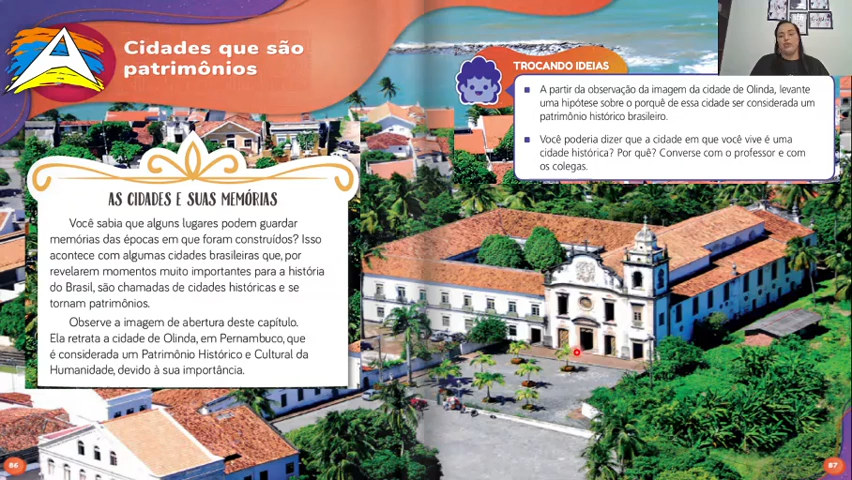 Cidades que são
patrimônios
AS CIDADES E SUAS MEMÓRIAS
Você sabia que alguns lugares podem guardar
memórias das épocas em que foram construídos? Isso
acontece com algumas cidades brasileiras que, por
revelarem momentos muito importantes para a história
do Brasil, são chamadas de cidades históricas e se
tornam patrimônios.
Observe a imagem de abertura deste capítulo.
Ela retrata a cidade de Olinda, em Pernambuco, que
é considerada um Patrimônio Histórico e Cultural da
Humanidade, devido à sua importância.
86
TROCANDO IDEIAS
A partir da observação da imagem da cidade de Olinda, levante
uma hipótese sobre o porquê de essa cidade ser considerada um
patrimônio histórico brasileiro.
Você poderia dizer que a cidade em que você vive é uma
cidade histórica? Por quê? Converse com o professor e com
os colegas.
87